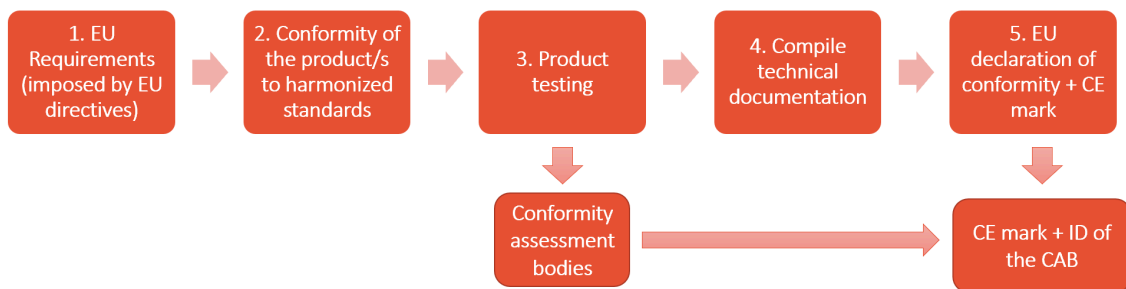 1. EU
Requirements
(imposed by EU
directives)
2. Conformity of
the product/s
to harmonized
standards
3. Product
testing
4. Compile
technical
documentation
5. EU
declaration of
conformity + CE
mark
Conformity
assessment
bodies
CE mark + ID of
the CAB